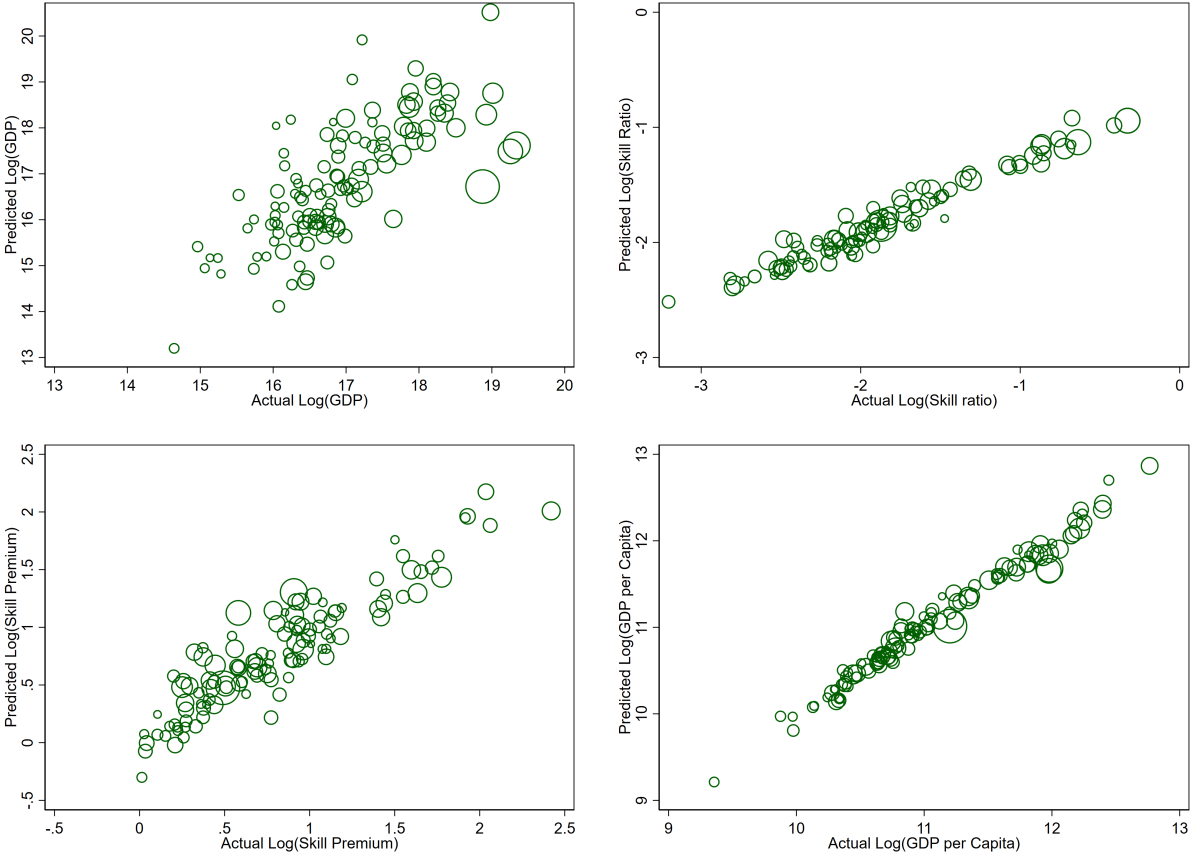 Predicted Log(GDP)
20
19
18
17
16
15
14
13
13 14 15 16 17 18 19 20
Actual Log(GDP)
Predicted Log(Skill Ratio)
0
-1
-2
-3
-3 -2 -1 0
Actual Log(Skill ratio)
Predicted Log(Skill Premium)
2.5
2
1.5
1
.5
0
-.5
-.5 0 .5 1 1.5 2 2.5
Actual Log(Skill Premium)
Predicted Log(GDP per Capita)
13
12
11
10
9
9 10 11 12 13
Actual Log(GDP per Capita)